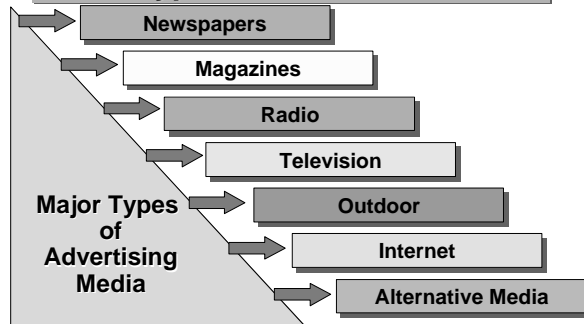 Newspapers
Magazines
Radio
Television
Outdoor
Internet
Alternative Media
Major Types
of
Advertising
Media